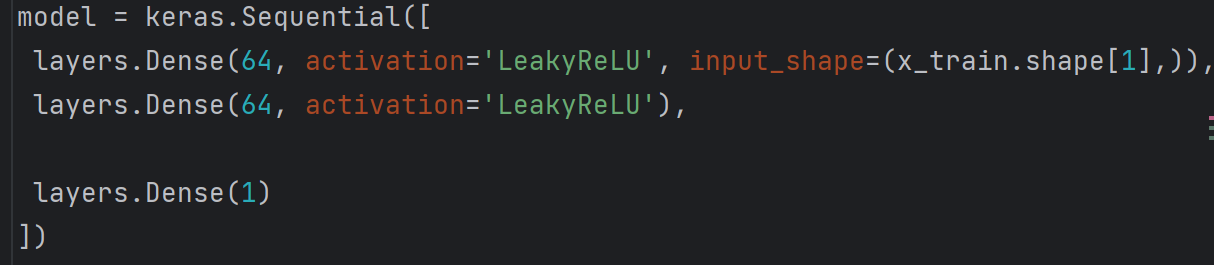 model = keras.Sequential([
 layers.Dense(64, activation='LeakyReLU', input_shape=(x_train.shape[1],)),
 layers.Dense(64, activation='LeakyReLU'),
 layers.Dense(1)
])